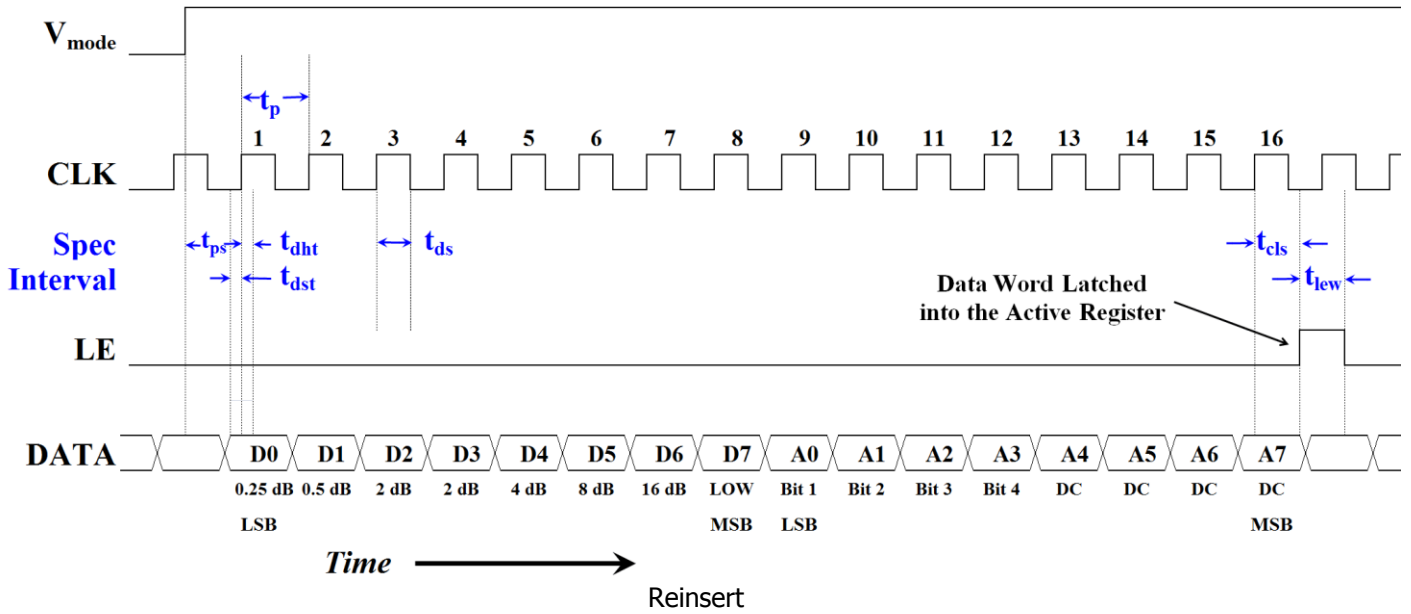 Vmode
tp
1 2 3 4 5 6 7 8 9 10 11 12 13 14 15 16
CLK
Spec
Interval
tps
tdht
tdst
tds
tcls
tlew
Data Word Latched
into the Active Register
LE
DATA
D0 D1 D2 D3 D4 D5 D6 D7 A0 A1 A2 A3 A4 A5 A6 A7
0.25 dB 0.5 dB 2 dB 2 dB 4 dB 8 dB 16 dB LOW Bit 1 Bit 2 Bit 3 Bit 4 DC DC DC DC
LSB MSB LSB MSB
Time
Reinsert